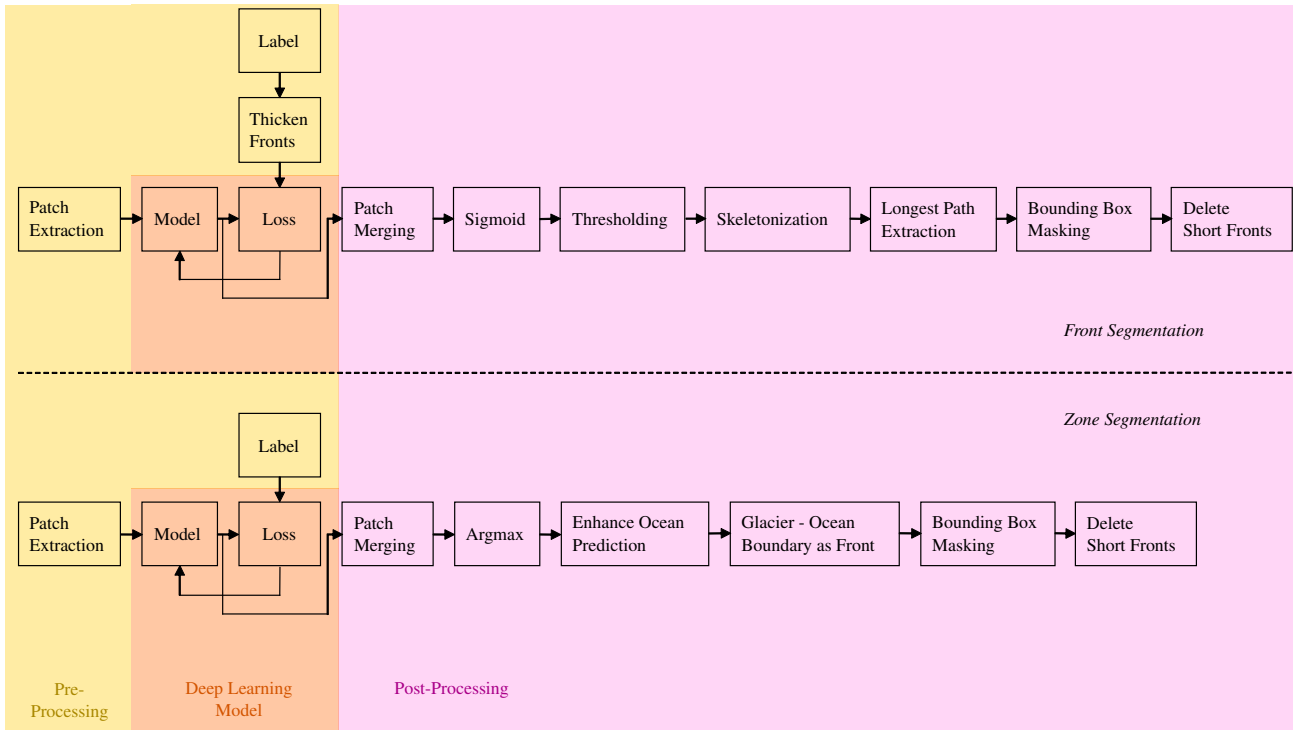 Label
Thicken
Fronts
Patch
Extraction
Model
Loss
Patch
Merging
Sigmoid
Thresholding
Skeletonization
Longest Path
Extraction
Bounding Box
Masking
Delete
Short Fronts
Front Segmentation
Zone Segmentation
Label
Patch
Extraction
Model
Loss
Patch
Merging
Argmax
Enhance Ocean
Prediction
Glacier - Ocean
Boundary as Front
Bounding Box
Masking
Delete
Short Fronts
Pre-
Processing
Deep Learning
Model
Post-Processing